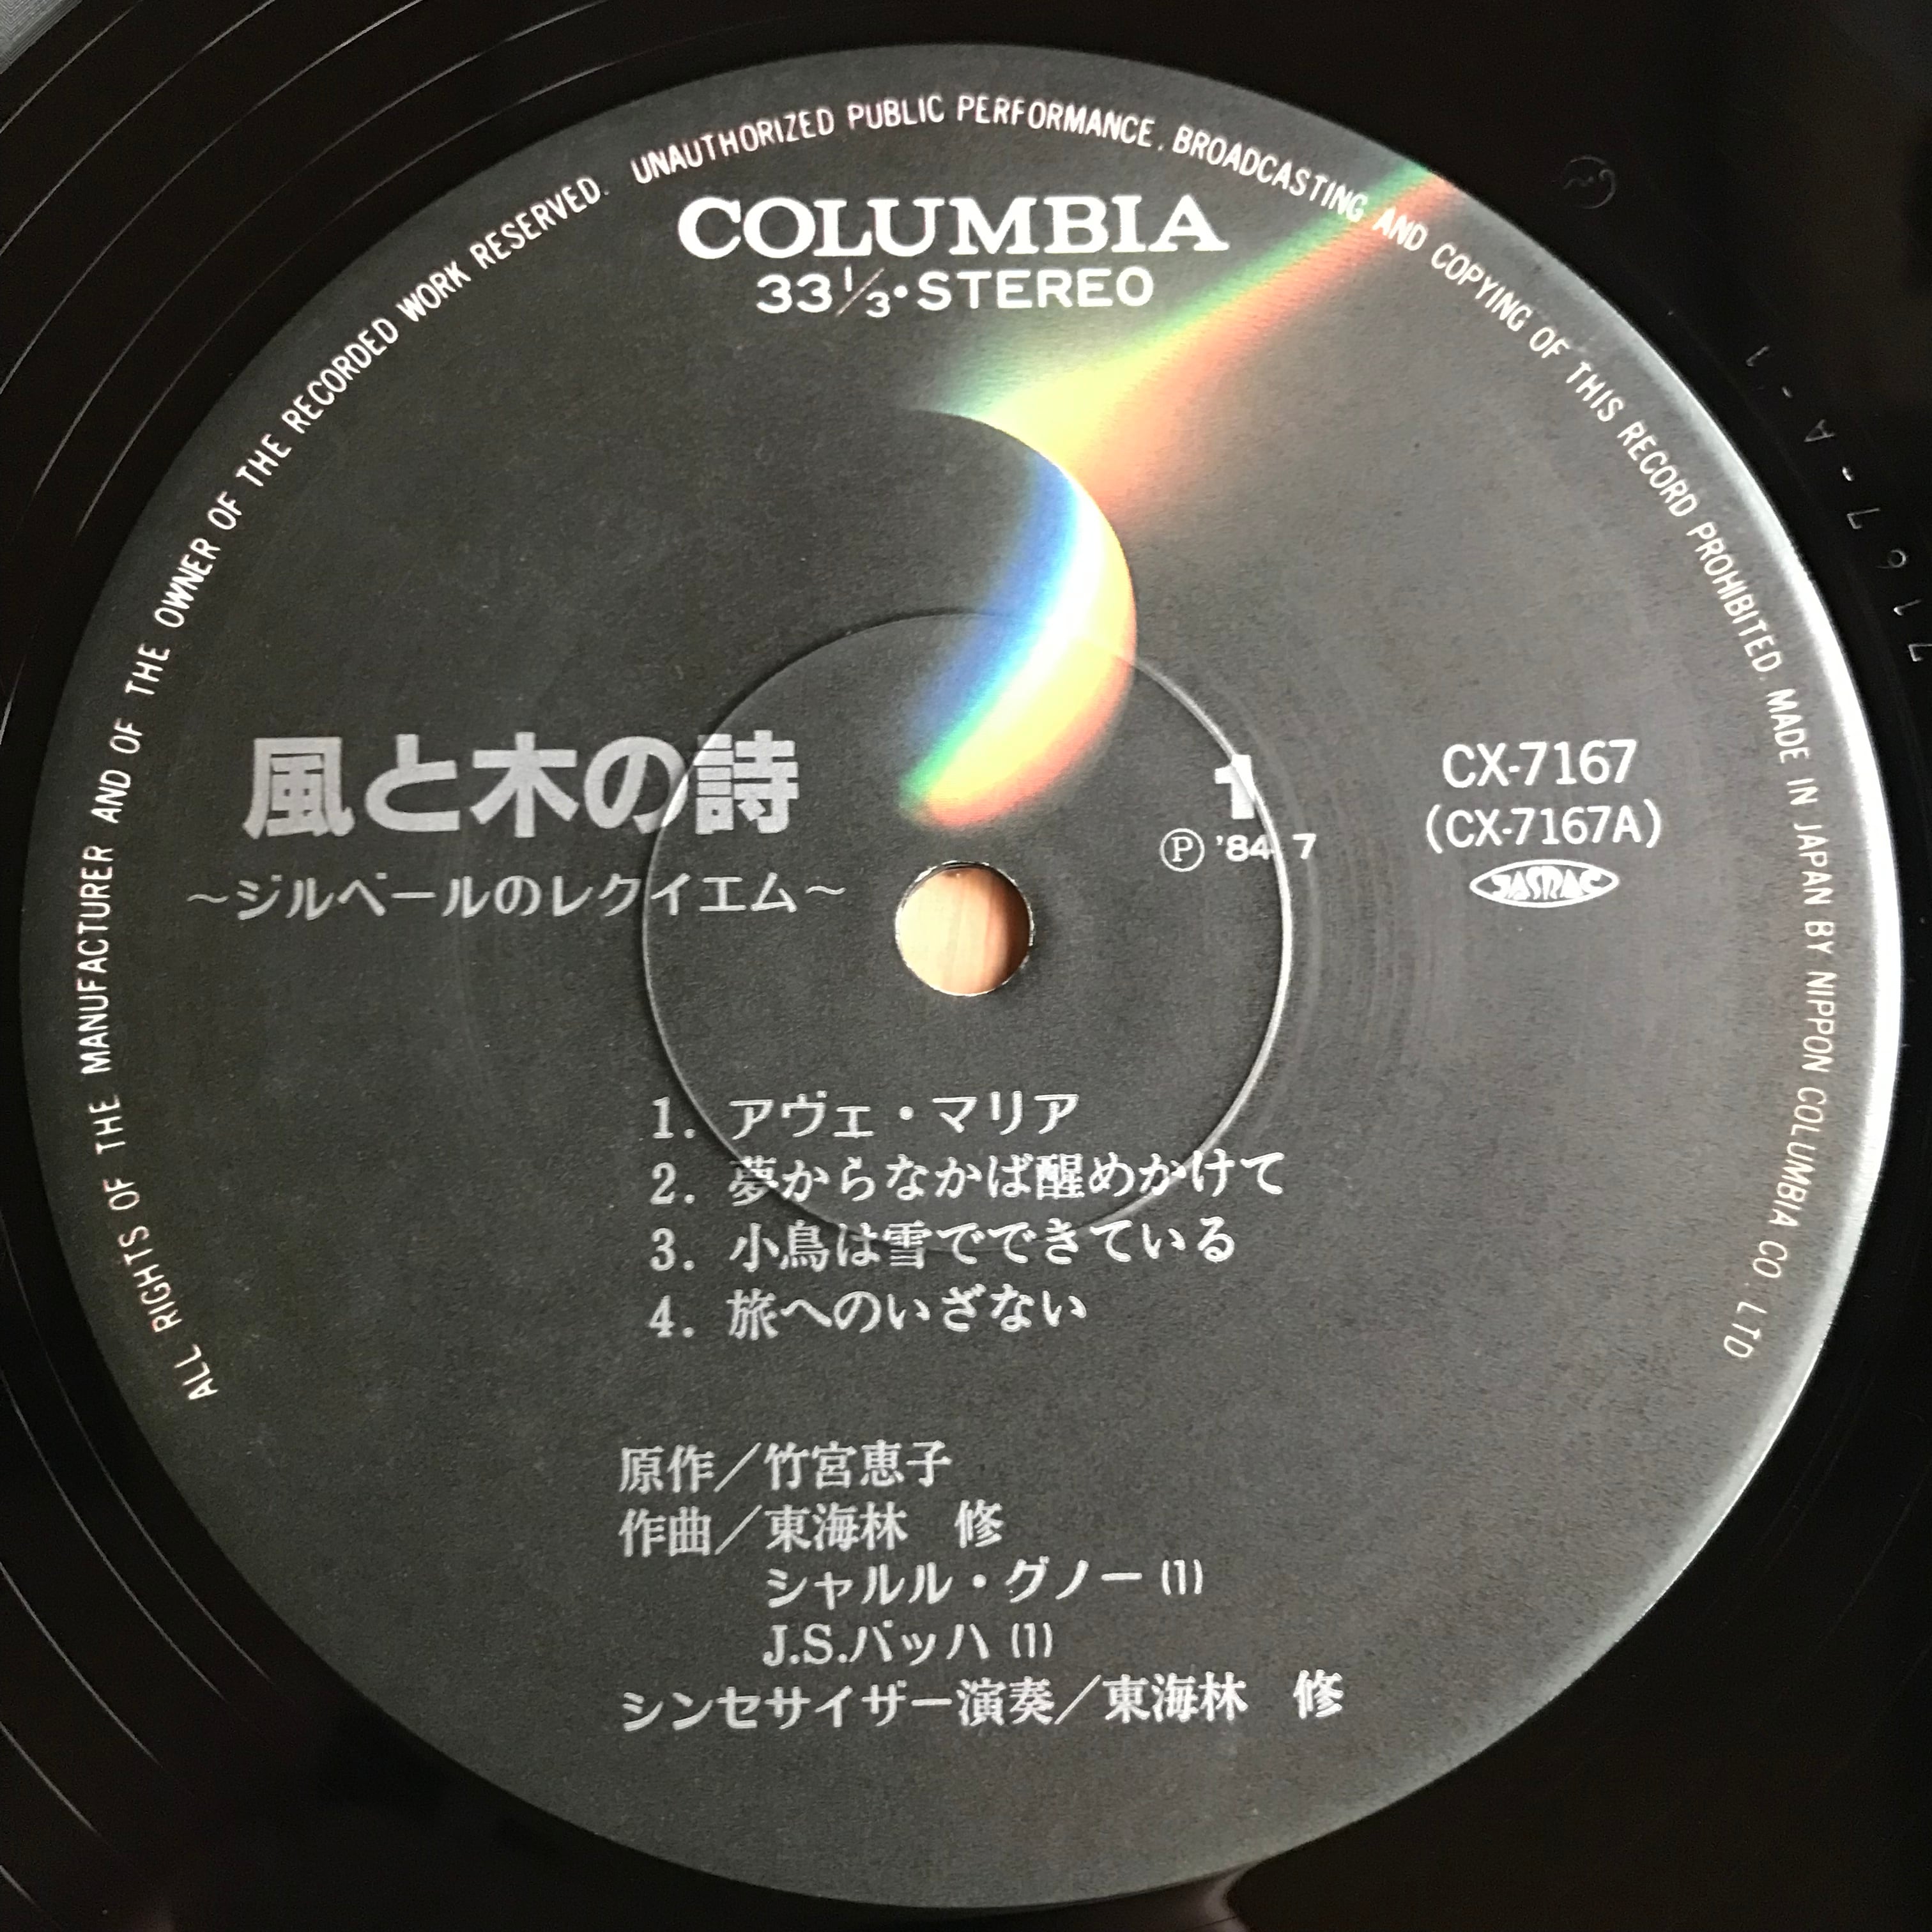 ALL RIGHTS OF THE MANUFACTURER AND OF THE OWNER OF THE RECORDED WORK RESERVED. UNAUTHORIZED PUBLIC PERFORMANCE, BROADCASTING AND COPYING OF THIS RECORD PROHIBITED. MADE IN JAPAN BY NIPPON COLUMBIA CO. LTD
COLUMBIA
33 1/3・STEREO
風と木の詩
~ジルベールのレクイエム~
1
Ⓟ '84 7
CX-7167
(CX-7167A)
JASRAC
1. アヴェ・マリア
2. 夢からなかば醒めかけて
3. 小鳥は雪でできている
4. 旅へのいざない
原作／竹宮恵子
作曲／東海林 修
シャルル・グノー (1)
J.S.バッハ (1)
シンセサイザー演奏／東海林 修
7167-A-1